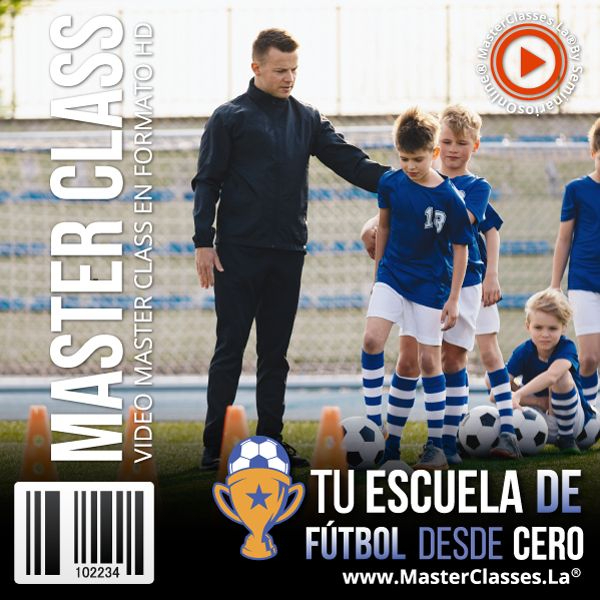 MASTER CLASS
VIDEO MASTER CLASS EN FORMATO HD
MasterClasses.La®By SeminariosOnline®
13
102234
TU ESCUELA DE
FÚTBOL DESDE CERO
www.MasterClasses.La®